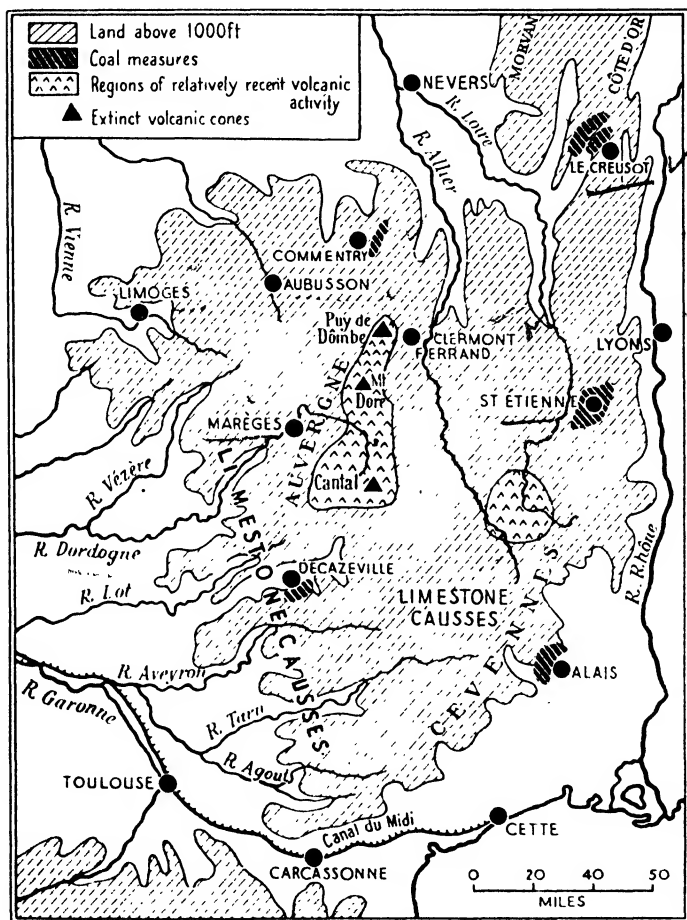 Land above 1000ft
Coal measures
Regions of relatively recent volcanic
activity
Extinct volcanic cones
MORVAN
CÔTE D'OR
NEVERS
R. Loire
R. Allier
LE CREUSOT
R. Vienne
COMMENTRY
AUBUSSON
LIMOGES
Puy de
Dômbe
CLERMONT
FERRAND
LYONS
Mt
Dore
ST ÉTIENNE
MARÈGES
AUVERGNE
Cantal
R. Vézère
R. Dordogne
LIMESTONE CAUSSES
DECAZEVILLE
R. Lot
LIMESTONE
CAUSSES
CEVENNES
R. Rhône
R. Aveyron
ALAIS
R. Garonne
R. Tarn
R. Agout
TOULOUSE
Canal du Midi
CETTE
CARCASSONNE
0 20 40 60
MILES